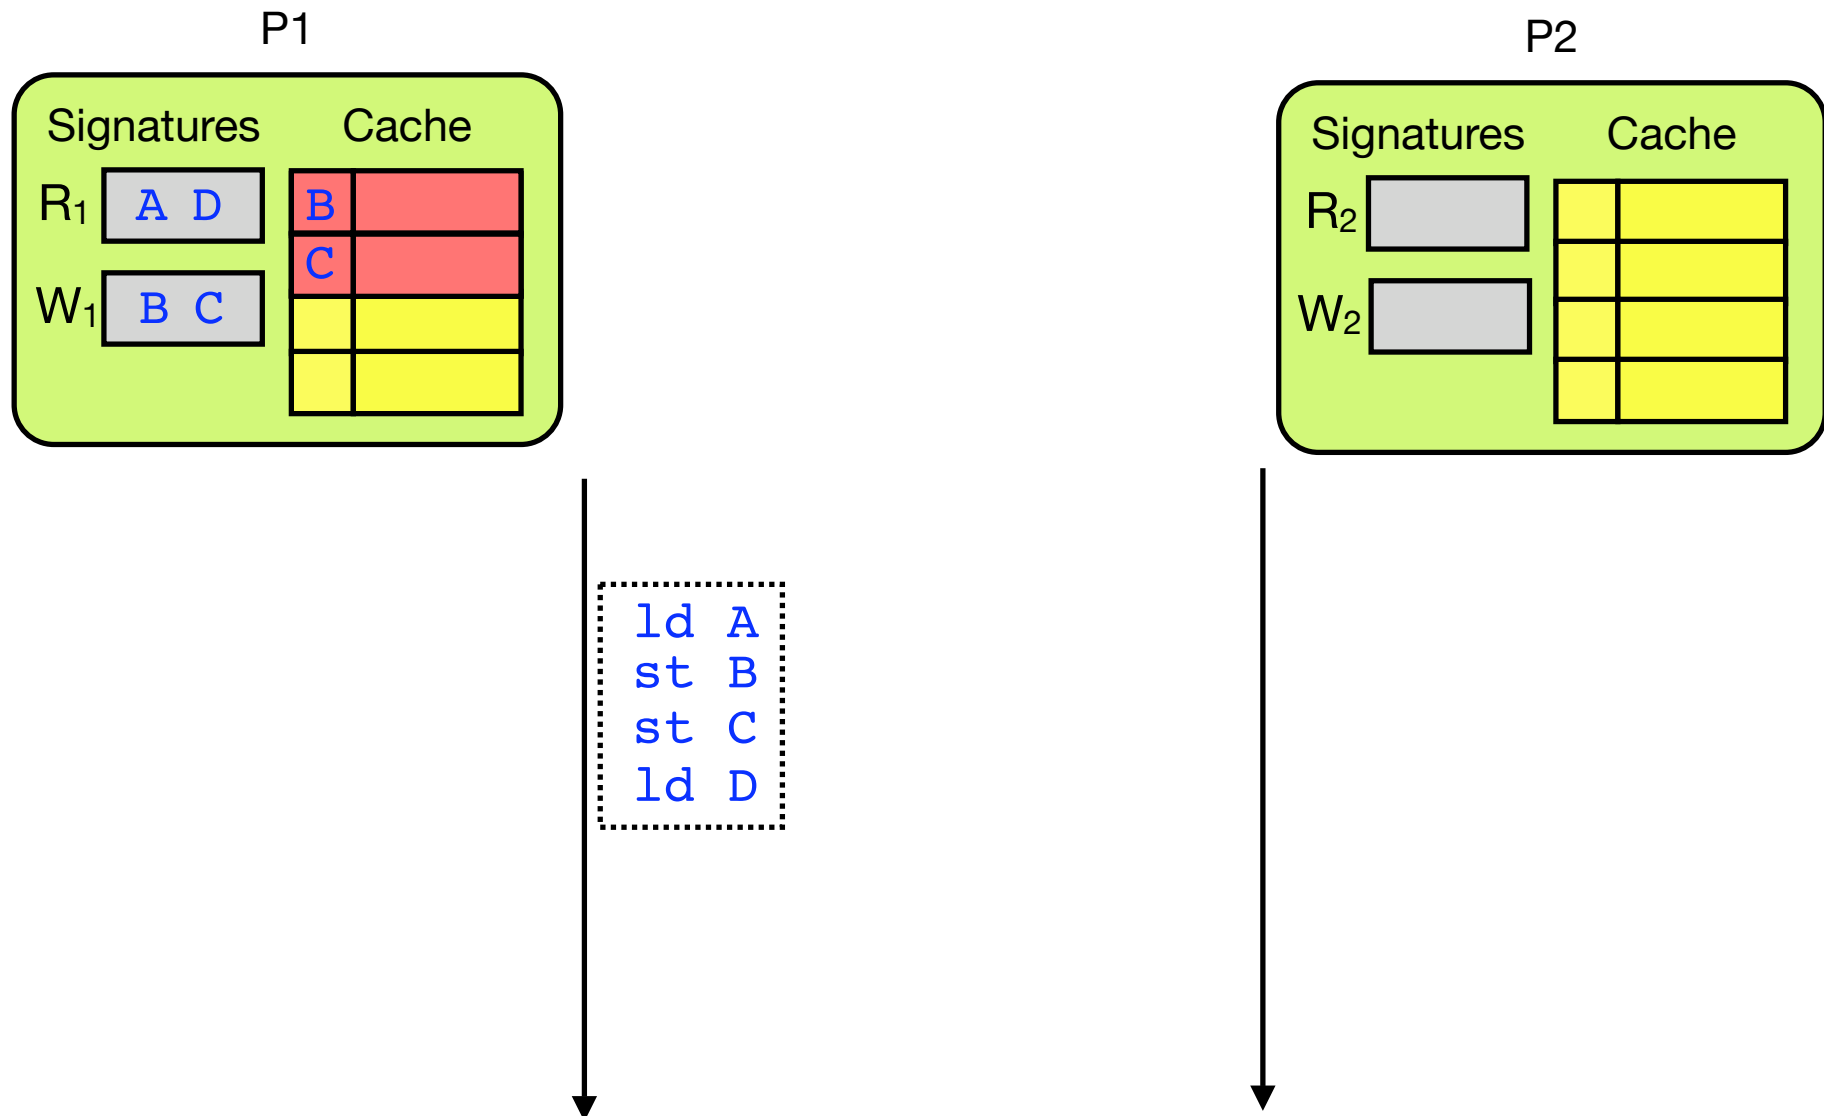 P1
Signatures Cache
R1 A D B
C
W1 B C
ld A
st B
st C
ld D
P2
Signatures Cache
R2
W2